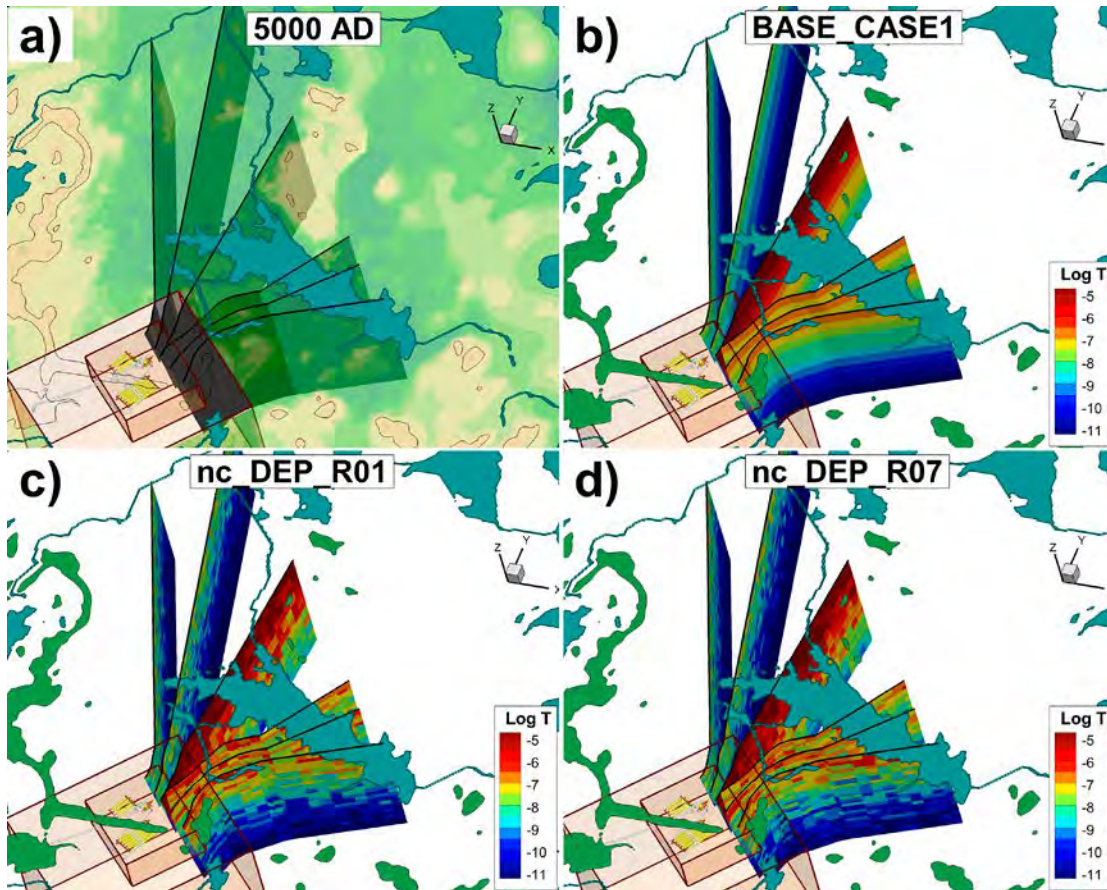 a)
5000 AD
Z
Y
X
b)
BASE_CASE1
Z
Y
X
Log T
-5
-6
-7
-8
-9
-10
-11
c)
nc_DEP_R01
Z
Y
X
Log T
-5
-6
-7
-8
-9
-10
-11
d)
nc_DEP_R07
Z
Y
X
Log T
-5
-6
-7
-8
-9
-10
-11